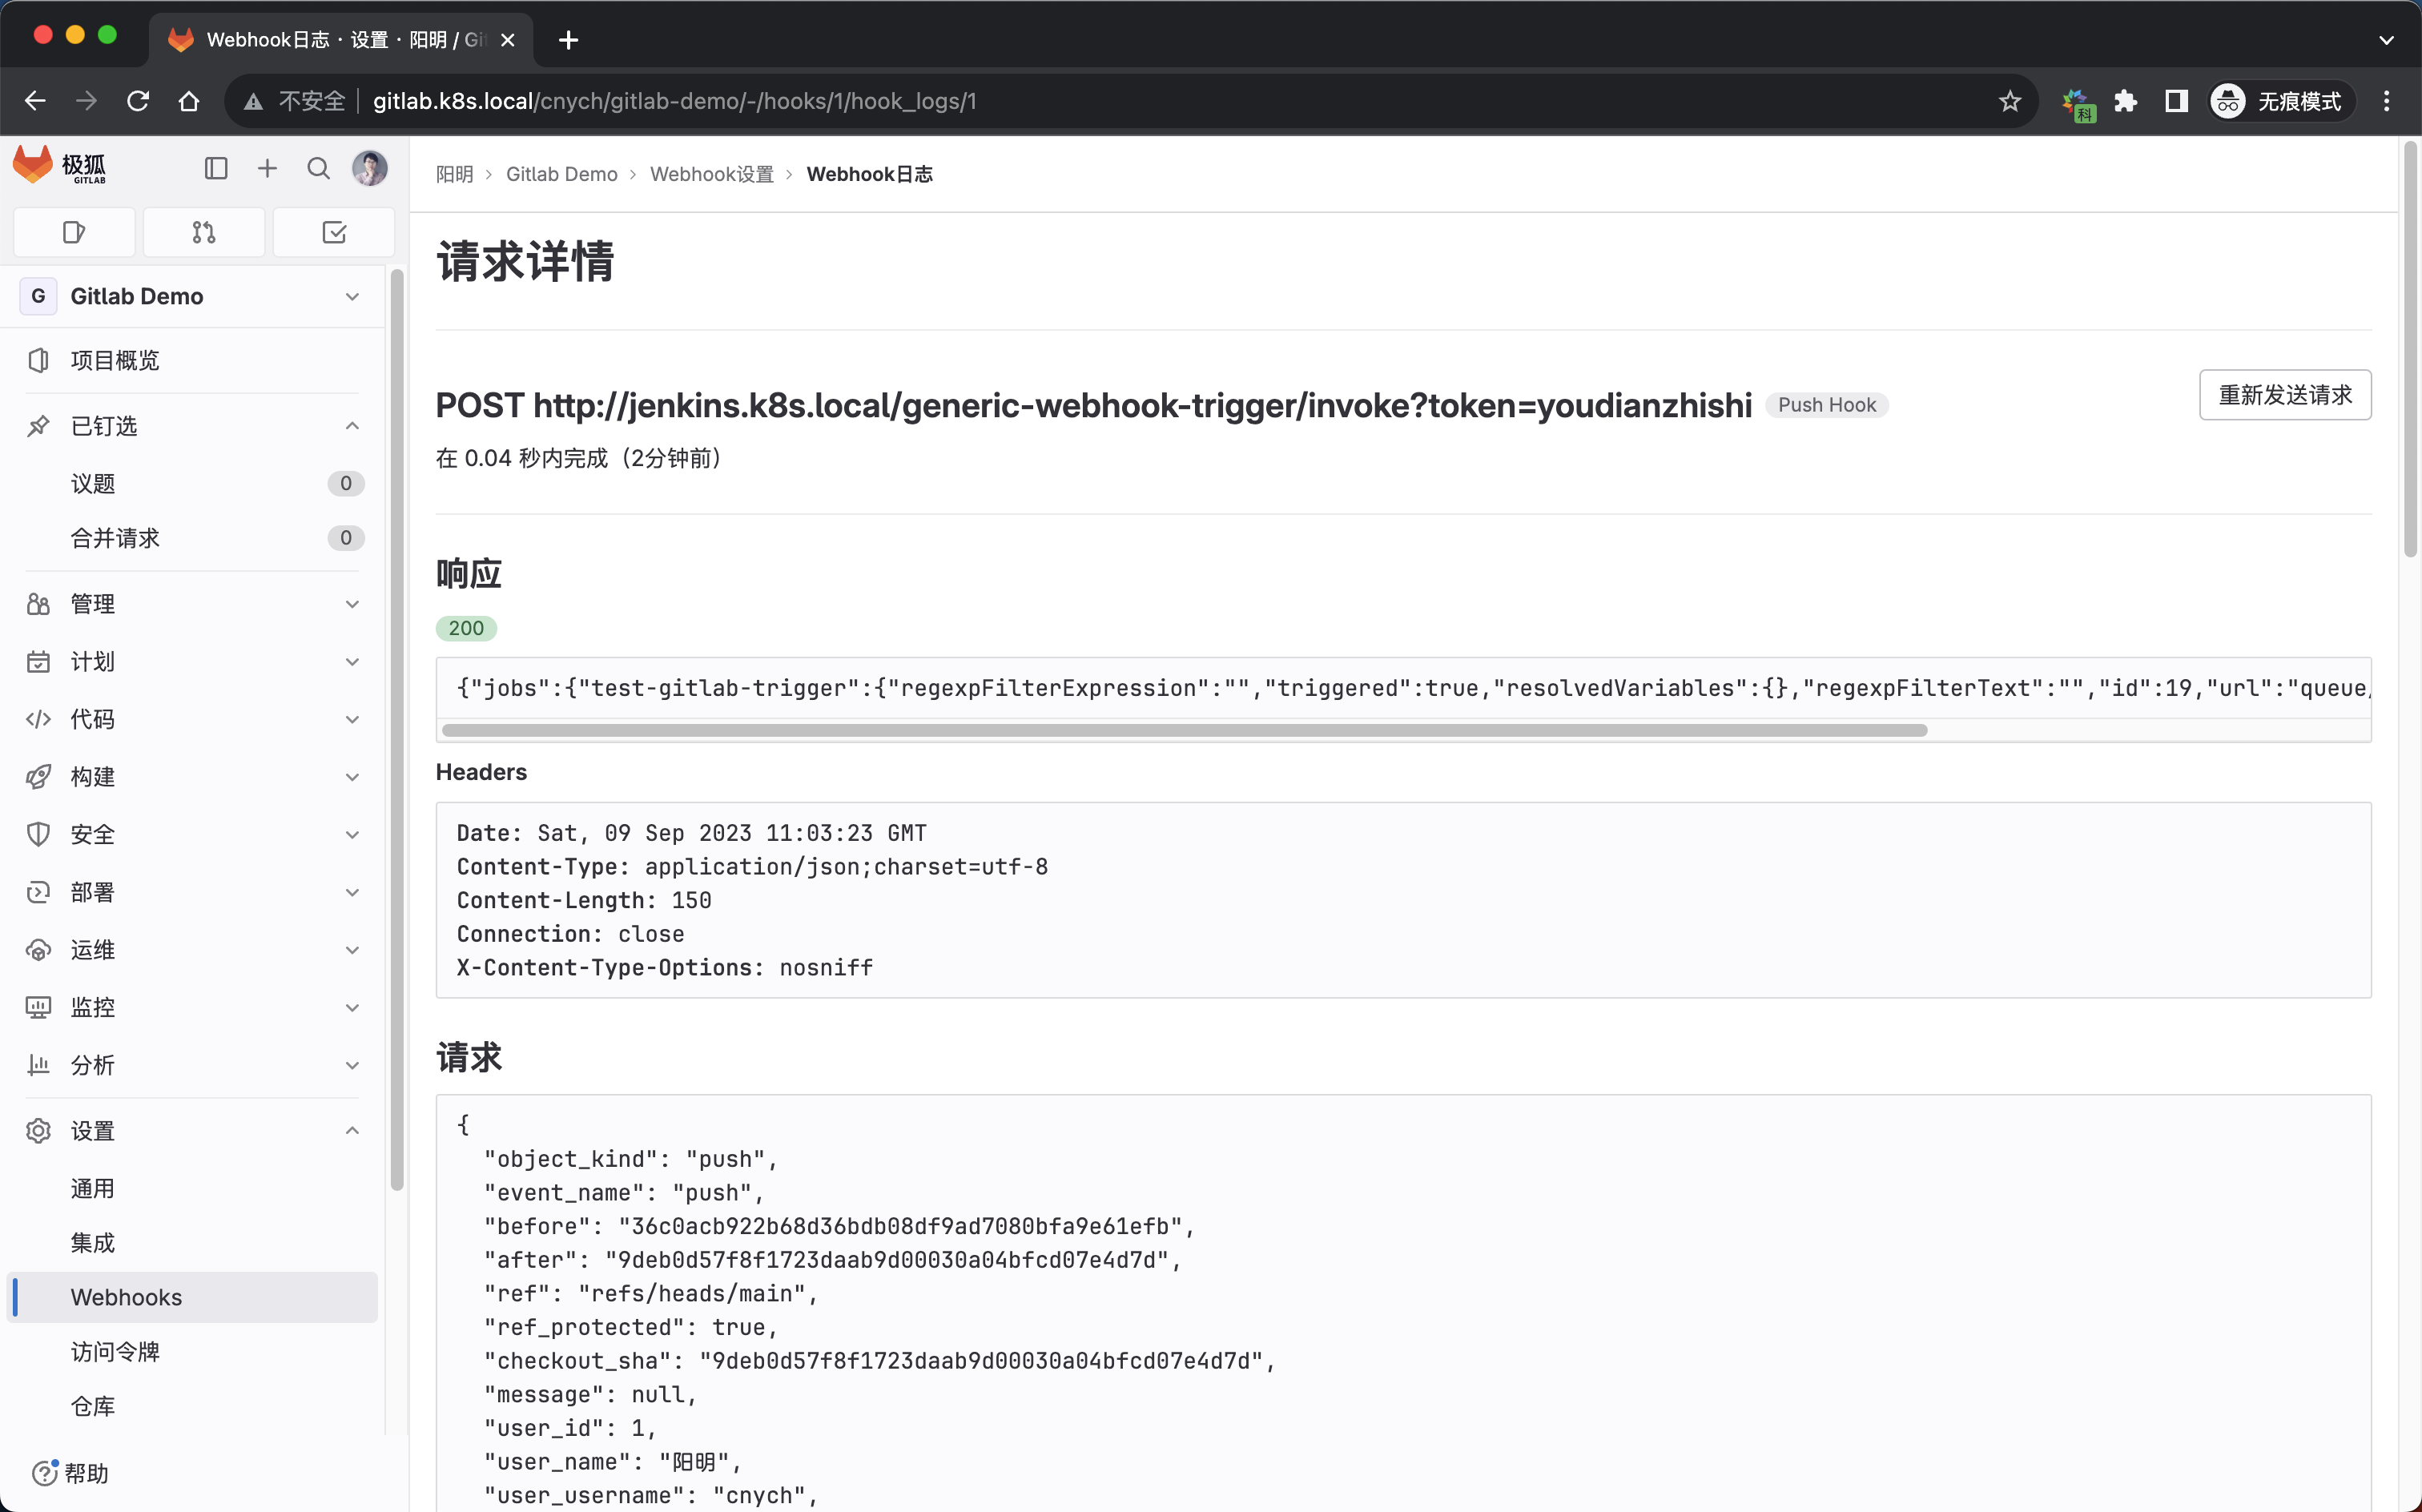 Webhook日志 · 设置 · 阳明 / Gi
不安全 gitlab.k8s.local/cnych/gitlab-demo/-/hooks/1/hook_logs/1
科
无痕模式
极狐
GITLAB
G Gitlab Demo
项目概览
已钉选
议题 0
合并请求 0
管理
计划
代码
构建
安全
部署
运维
监控
分析
设置
通用
集成
Webhooks
访问令牌
仓库
帮助
阳明 › Gitlab Demo › Webhook设置 › Webhook日志
请求详情
POST http://jenkins.k8s.local/generic-webhook-trigger/invoke?token=youdianzhishi Push Hook
重新发送请求
在 0.04 秒内完成（2分钟前）
响应
200
{"jobs":{"test-gitlab-trigger":{"regexpFilterExpression":"","triggered":true,"resolvedVariables":{},"regexpFilterText":"","id":19,"url":"queue/
Headers
Date: Sat, 09 Sep 2023 11:03:23 GMT
Content-Type: application/json;charset=utf-8
Content-Length: 150
Connection: close
X-Content-Type-Options: nosniff
请求
{
"object_kind": "push",
"event_name": "push",
"before": "36c0acb922b68d36bdb08df9ad7080bfa9e61efb",
"after": "9deb0d57f8f1723daab9d00030a04bfcd07e4d7d",
"ref": "refs/heads/main",
"ref_protected": true,
"checkout_sha": "9deb0d57f8f1723daab9d00030a04bfcd07e4d7d",
"message": null,
"user_id": 1,
"user_name": "阳明",
"user_username": "cnych",